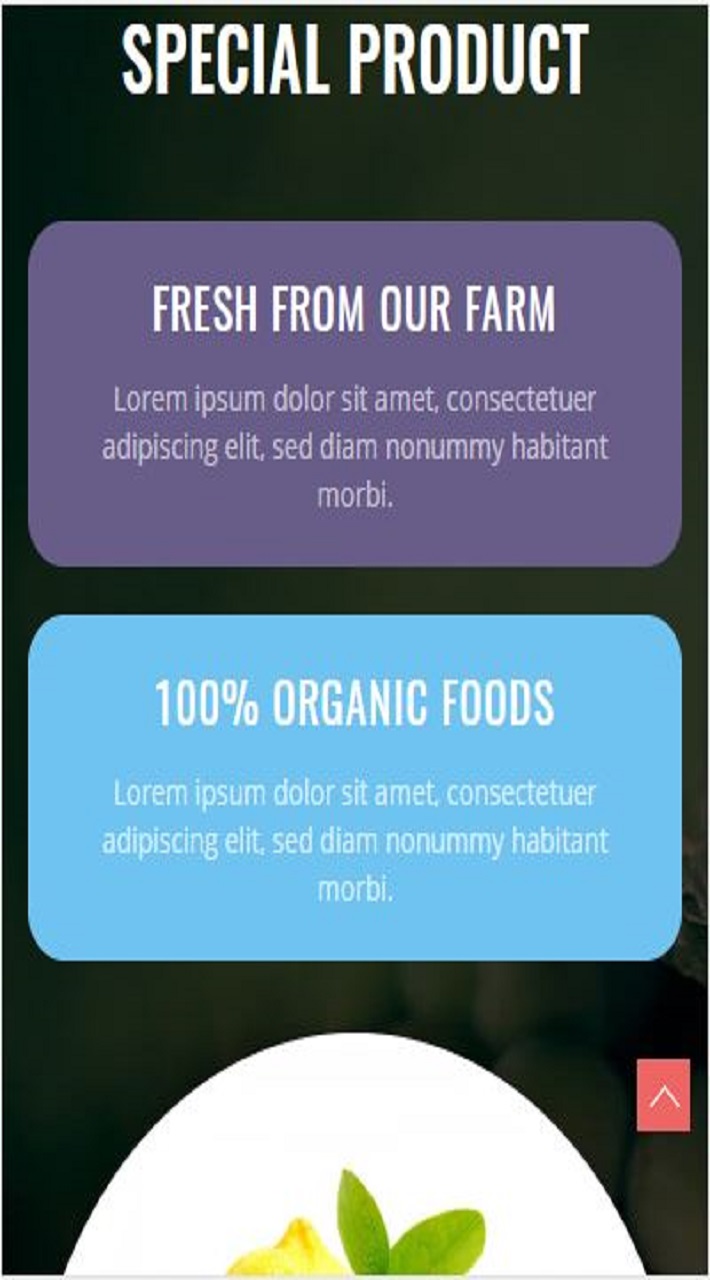 SPECIAL PRODUCT
FRESH FROM OUR FARM
Lorem ipsum dolor sit amet, consectetuer
adipiscing elit, sed diam nonummy habitant
morbi.
100% ORGANIC FOODS
Lorem ipsum dolor sit amet, consectetuer
adipiscing elit, sed diam nonummy habitant
morbi.